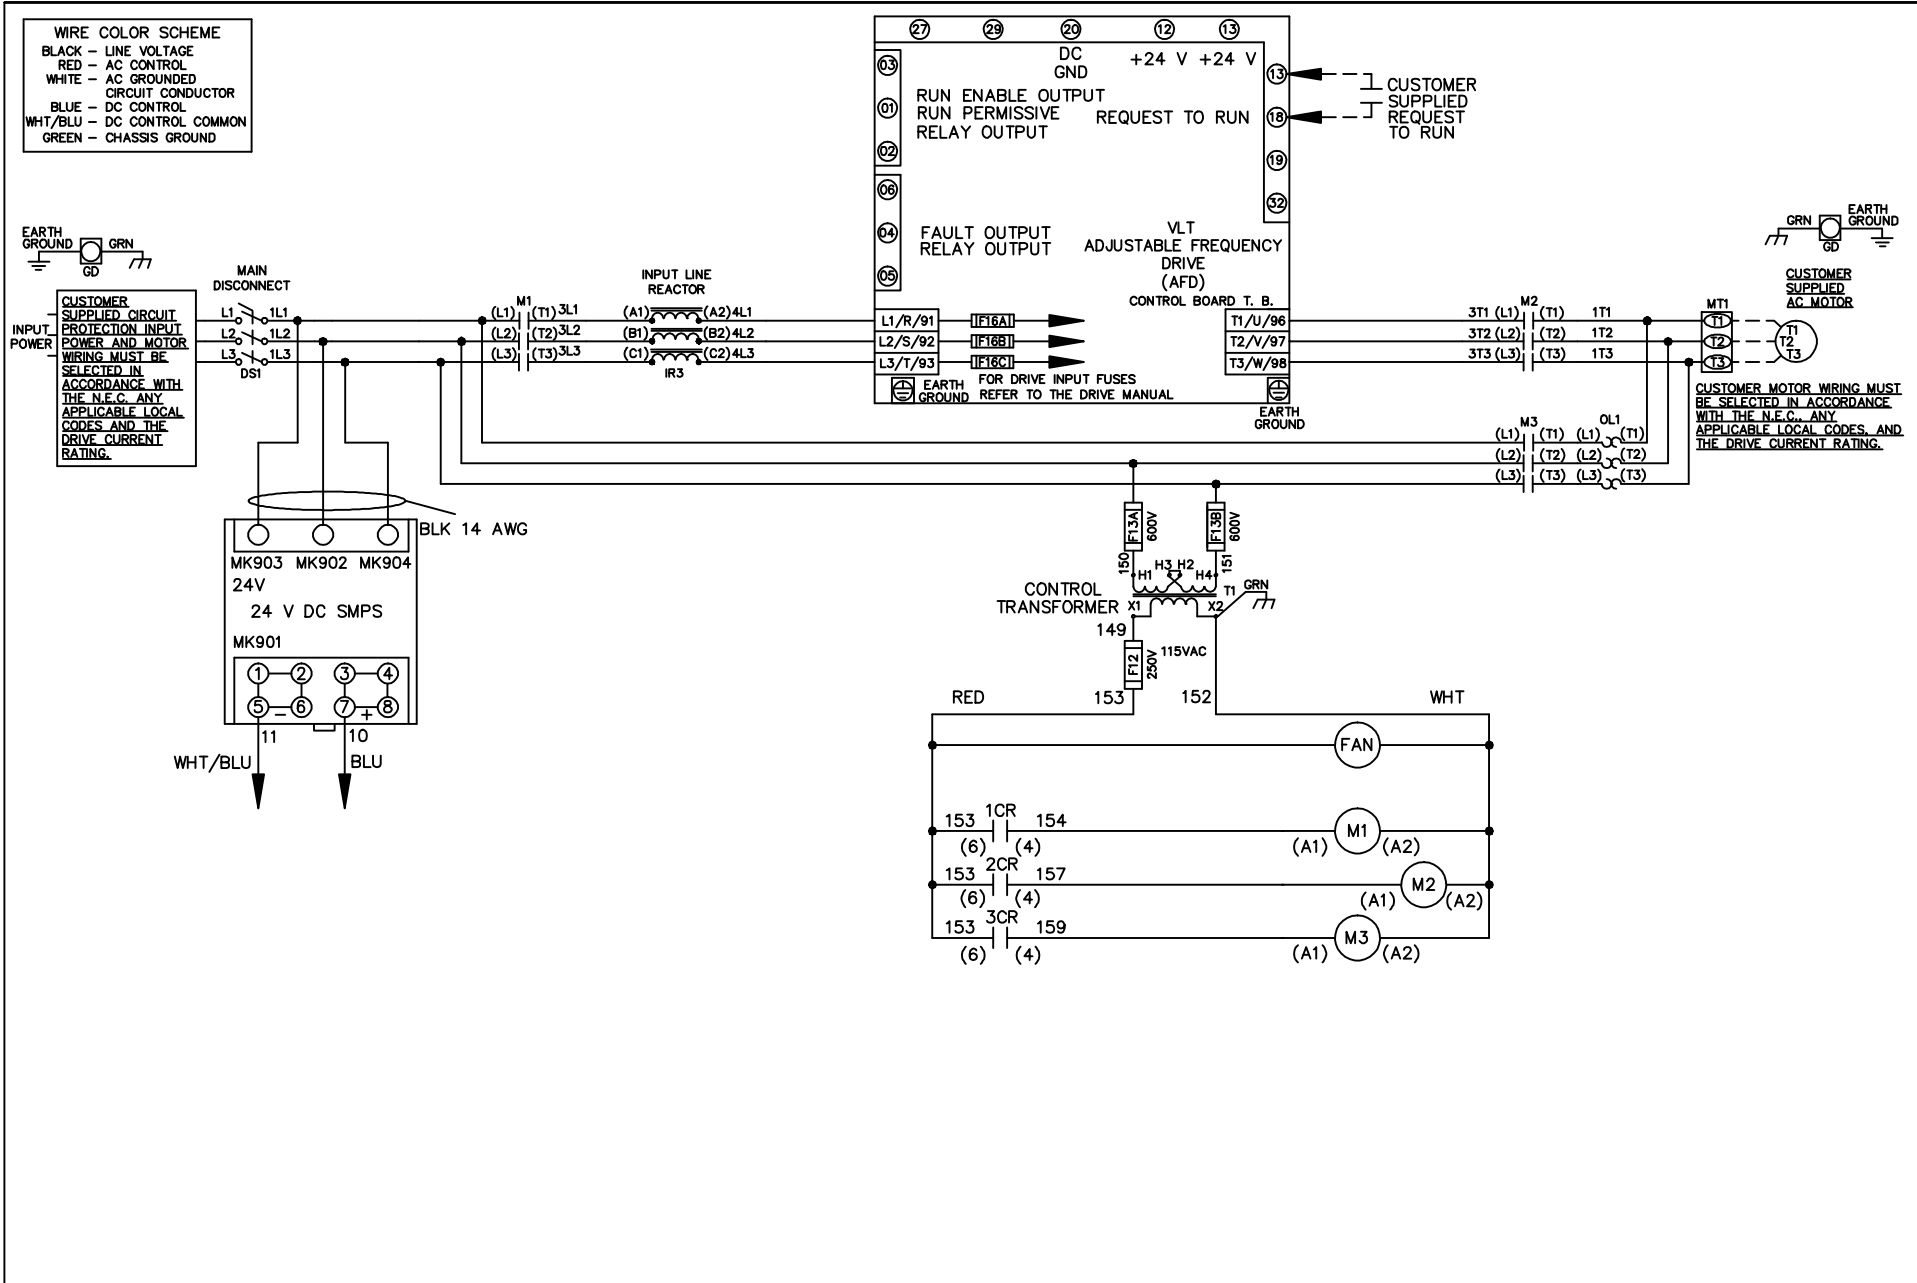 WIRE COLOR SCHEME
BLACK – LINE VOLTAGE
RED – AC CONTROL
WHITE – AC GROUNDED
CIRCUIT CONDUCTOR
BLUE – DC CONTROL
WHT/BLU – DC CONTROL COMMON
GREEN – CHASSIS GROUND
27 29 20 12 13
DC
GND
+24 V +24 V
03
01
02
RUN ENABLE OUTPUT
RUN PERMISSIVE
RELAY OUTPUT
REQUEST TO RUN
13
18
19
32
CUSTOMER
SUPPLIED
REQUEST
TO RUN
06
04
05
FAULT OUTPUT
RELAY OUTPUT
VLT
ADJUSTABLE FREQUENCY
DRIVE
(AFD)
CONTROL BOARD T. B.
L1/R/91 F16A T1/U/96
L2/S/92 F16B T2/V/97
L3/T/93 F16C T3/W/98
EARTH
GROUND
FOR DRIVE INPUT FUSES
REFER TO THE DRIVE MANUAL
EARTH
GROUND
EARTH
GROUND
GRN
GD
INPUT
POWER
CUSTOMER
SUPPLIED CIRCUIT
PROTECTION INPUT
POWER AND MOTOR
WIRING MUST BE
SELECTED IN
ACCORDANCE WITH
THE N.E.C. ANY
APPLICABLE LOCAL
CODES AND THE
DRIVE CURRENT
RATING.
MAIN
DISCONNECT
L1 1L1
L2 1L2
L3 1L3
DS1
M1
(L1) (T1) 3L1
(L2) (T2) 3L2
(L3) (T3) 3L3
INPUT LINE
REACTOR
(A1) (A2) 4L1
(B1) (B2) 4L2
(C1) (C2) 4L3
IR3
M2
3T1 (L1) (T1) 1T1
3T2 (L2) (T2) 1T2
3T3 (L3) (T3) 1T3
GRN
EARTH
GROUND
GD
CUSTOMER
SUPPLIED
AC MOTOR
MT1
T1
T2
T3
T1
T2
T3
CUSTOMER MOTOR WIRING MUST
BE SELECTED IN ACCORDANCE
WITH THE N.E.C., ANY
APPLICABLE LOCAL CODES, AND
THE DRIVE CURRENT RATING.
M3 OL1
(L1) (T1) (L1) (T1)
(L2) (T2) (L2) (T2)
(L3) (T3) (L3) (T3)
BLK 14 AWG
MK903 MK902 MK904
24V
24 V DC SMPS
MK901
1 2 3 4
5 – 6 7 + 8
11 10
WHT/BLU BLU
F13A
600V
F13B
600V
150
151
H1 H3 H2 H4
CONTROL
TRANSFORMER
T1 GRN
X1 X2
149
F12
250V
115VAC
RED 153 152 WHT
FAN
153 1CR 154
(6) (4)
M1
(A1) (A2)
153 2CR 157
(6) (4)
M2
(A1) (A2)
153 3CR 159
(6) (4)
M3
(A1) (A2)